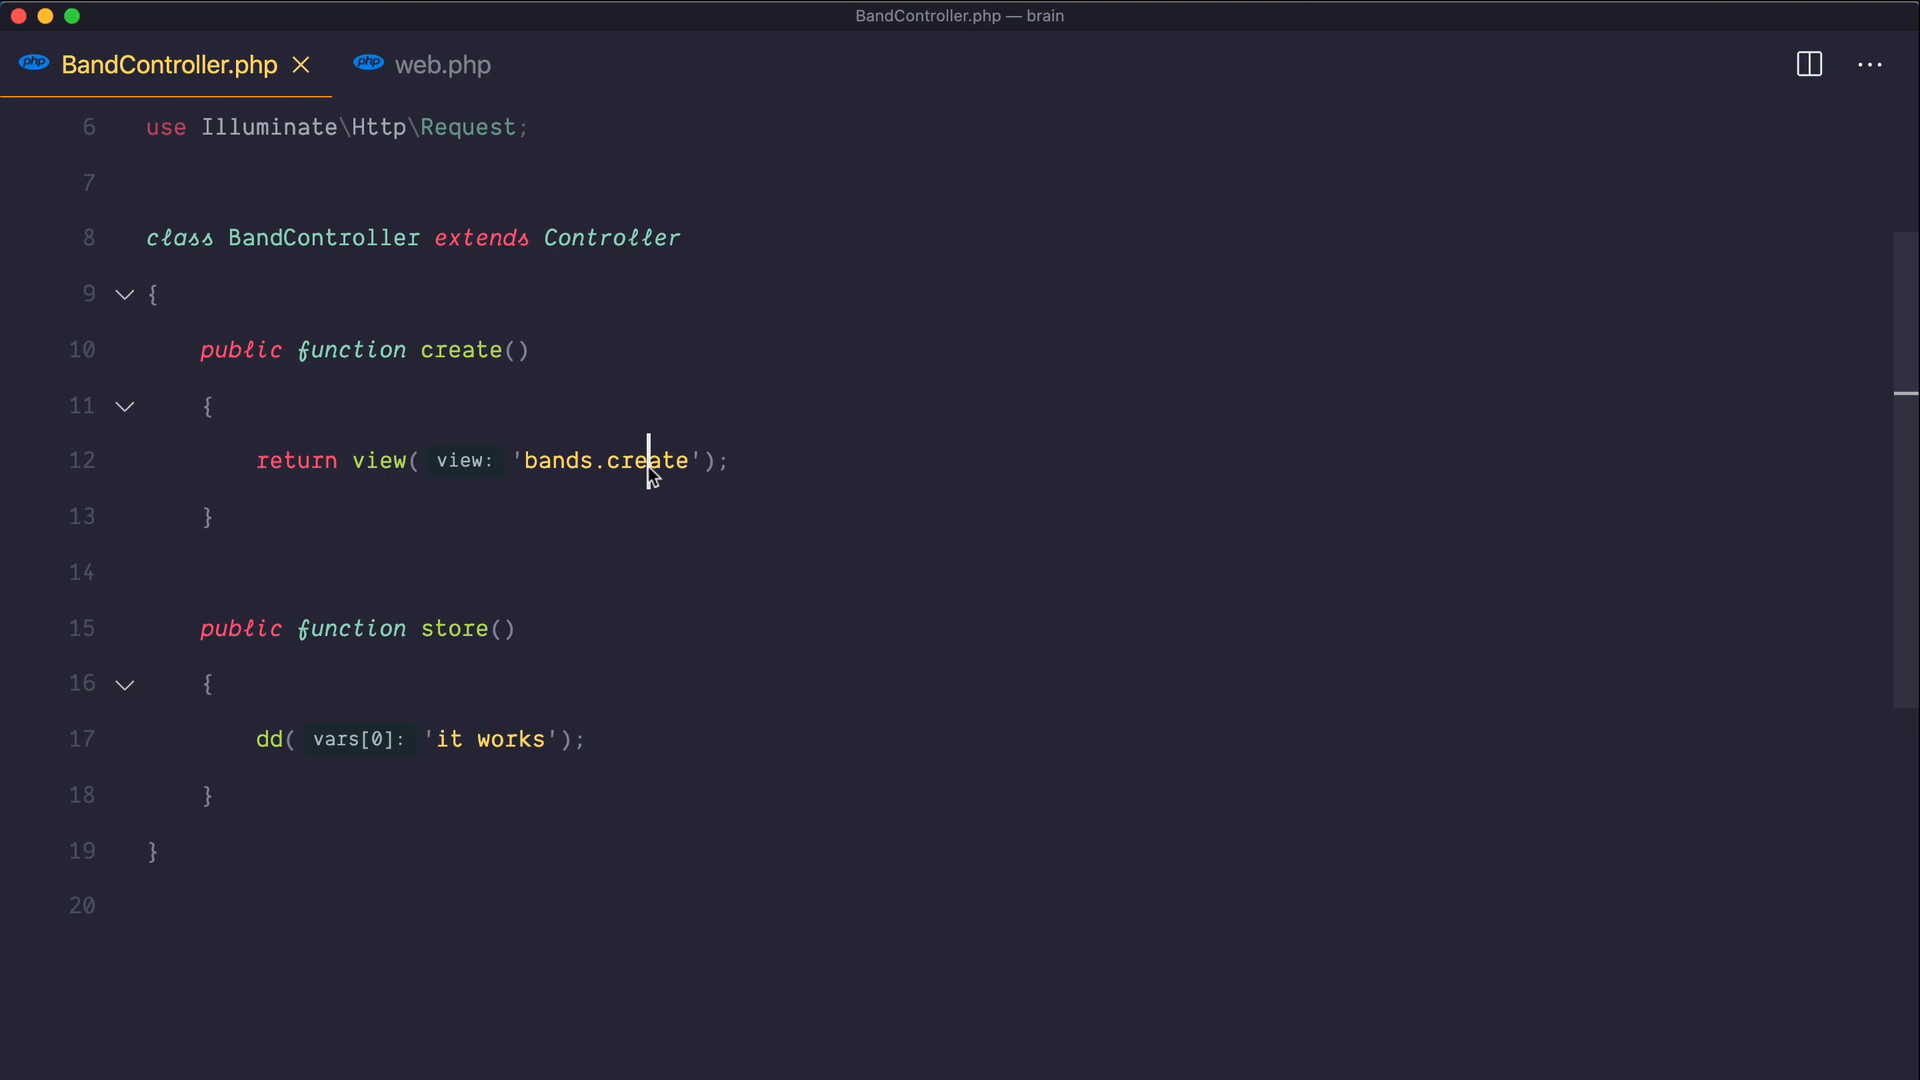 BandController.php — brain
php BandController.php php web.php
6 use Illuminate\Http\Request;
7
8 class BandController extends Controller
9 {
10 public function create()
11 {
12 return view( view: 'bands.create');
13 }
14
15 public function store()
16 {
17 dd( vars[0]: 'it works');
18 }
19 }
20